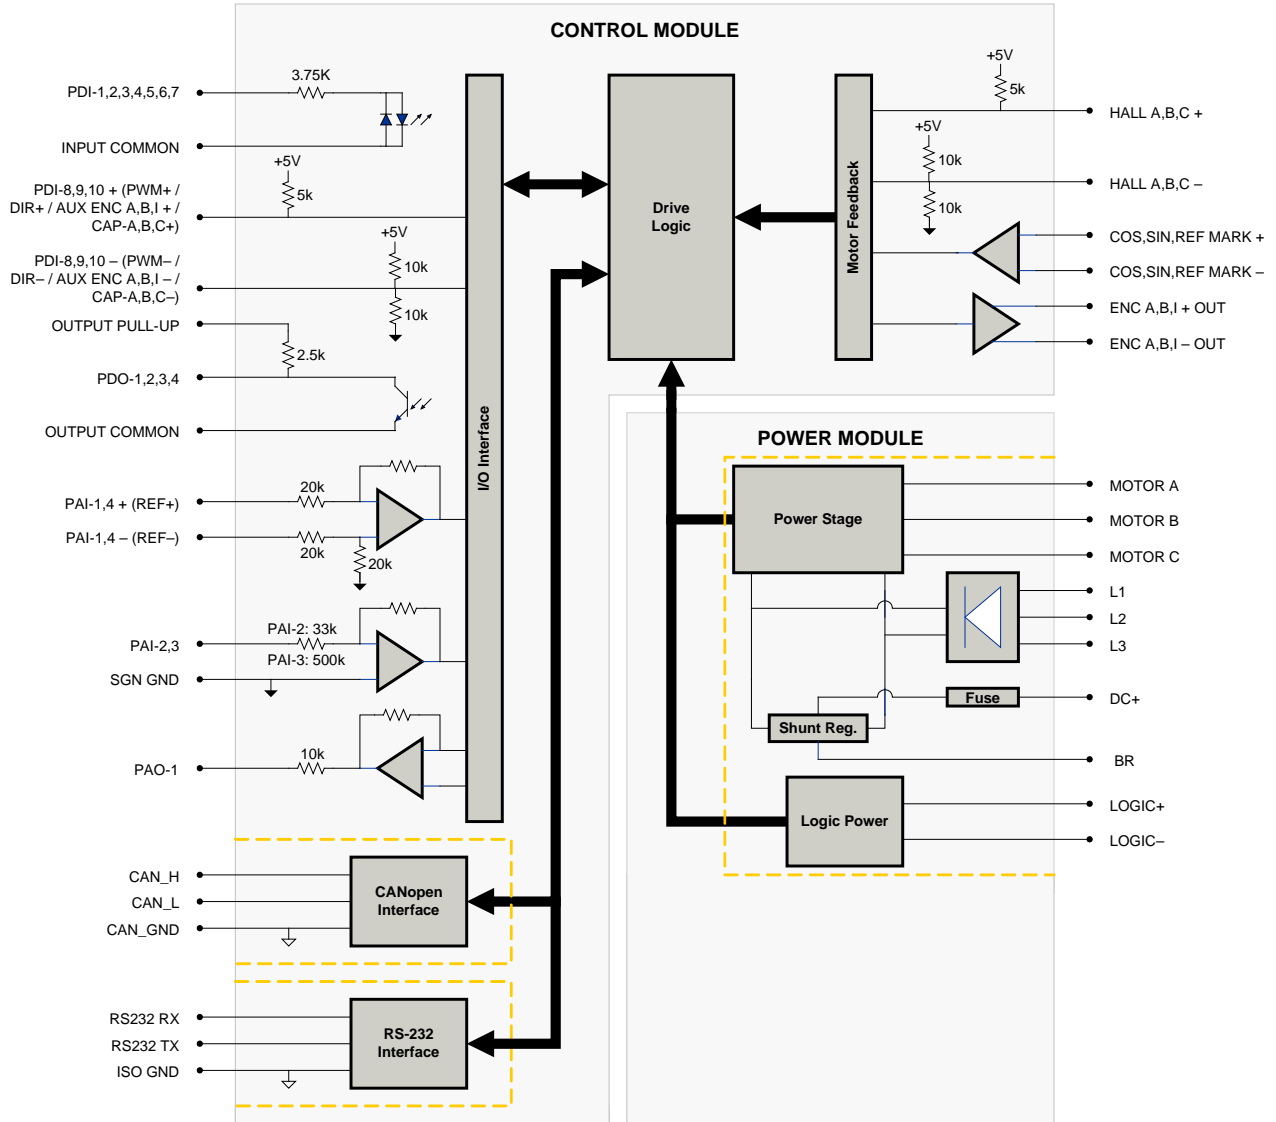 CONTROL MODULE
PDI-1,2,3,4,5,6,7
3.75K
INPUT COMMON
+5V
5k
PDI-8,9,10 + (PWM+ /
DIR+ / AUX ENC A,B,I + /
CAP-A,B,C+)
+5V
10k
10k
PDI-8,9,10 – (PWM– /
DIR– / AUX ENC A,B,I – /
CAP-A,B,C–)
OUTPUT PULL-UP
2.5k
PDO-1,2,3,4
OUTPUT COMMON
PAI-1,4 + (REF+)
20k
PAI-1,4 – (REF–)
20k
20k
PAI-2,3
PAI-2: 33k
PAI-3: 500k
SGN GND
PAO-1
10k
I/O Interface
CAN_H
CAN_L
CAN_GND
CANopen
Interface
RS232 RX
RS232 TX
ISO GND
RS-232
Interface
Drive
Logic
Motor Feedback
+5V
5k
HALL A,B,C +
+5V
10k
10k
HALL A,B,C –
COS,SIN,REF MARK +
COS,SIN,REF MARK –
ENC A,B,I + OUT
ENC A,B,I – OUT
POWER MODULE
Power Stage
MOTOR A
MOTOR B
MOTOR C
L1
L2
L3
Fuse
DC+
Shunt Reg.
BR
Logic Power
LOGIC+
LOGIC–